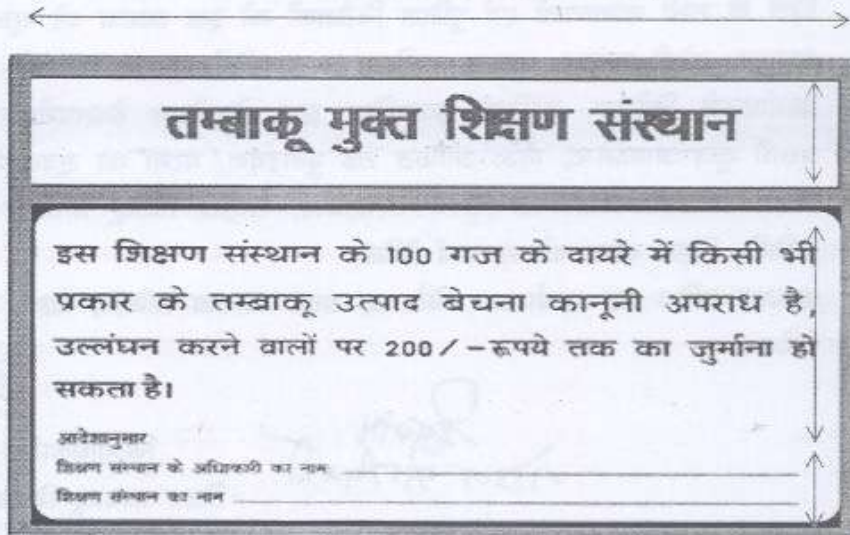 तम्बाकू मुक्त शिक्षण संस्थान
इस शिक्षण संस्थान के 100 गज के दायरे में किसी भी
प्रकार के तम्बाकू उत्पाद बेचना कानूनी अपराध है,
उल्लंघन करने वालों पर 200/-रूपये तक का जुर्माना हो
सकता है।
आदेशानुसार
शिक्षण संस्थान के अधिकारी का नाम
शिक्षण संस्थान का नाम